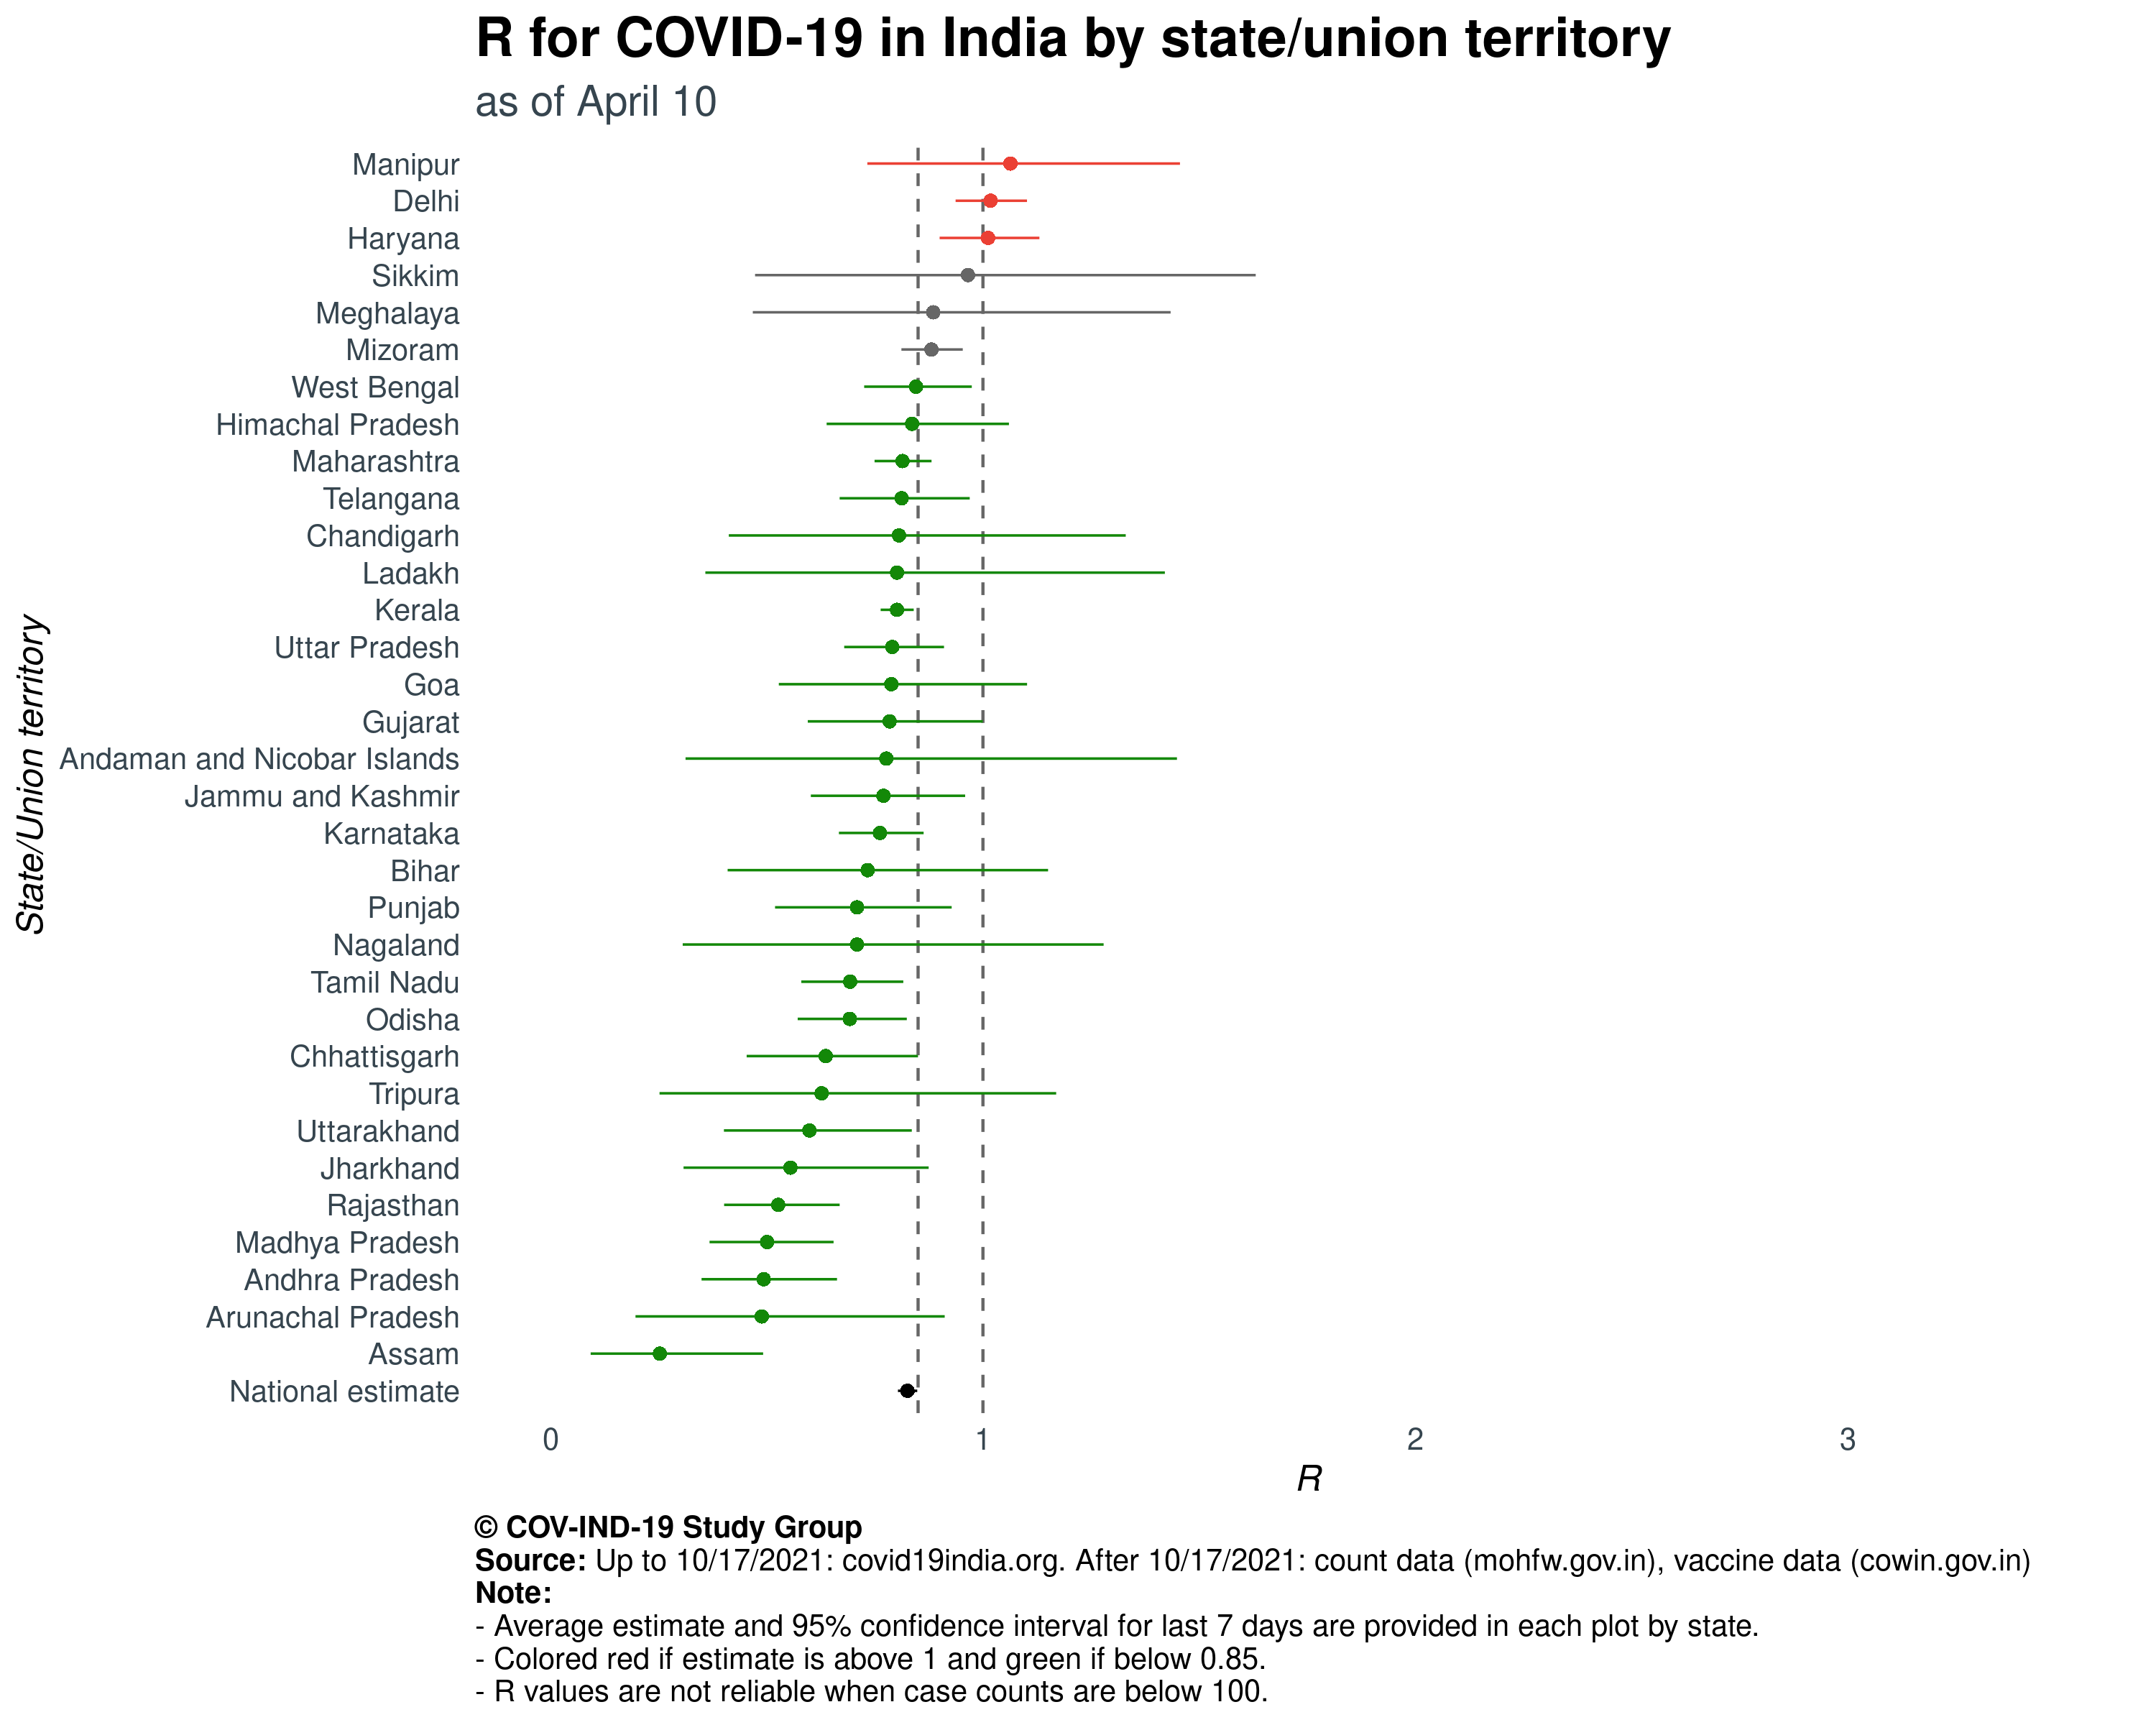 R for COVID-19 in India by state/union territory
as of April 10
State/Union territory
Manipur
Delhi
Haryana
Sikkim
Meghalaya
Mizoram
West Bengal
Himachal Pradesh
Maharashtra
Telangana
Chandigarh
Ladakh
Kerala
Uttar Pradesh
Goa
Gujarat
Andaman and Nicobar Islands
Jammu and Kashmir
Karnataka
Bihar
Punjab
Nagaland
Tamil Nadu
Odisha
Chhattisgarh
Tripura
Uttarakhand
Jharkhand
Rajasthan
Madhya Pradesh
Andhra Pradesh
Arunachal Pradesh
Assam
National estimate
0 1 2 3
R
© COV-IND-19 Study Group
Source: Up to 10/17/2021: covid19india.org. After 10/17/2021: count data (mohfw.gov.in), vaccine data (cowin.gov.in)
Note:
- Average estimate and 95% confidence interval for last 7 days are provided in each plot by state.
- Colored red if estimate is above 1 and green if below 0.85.
- R values are not reliable when case counts are below 100.